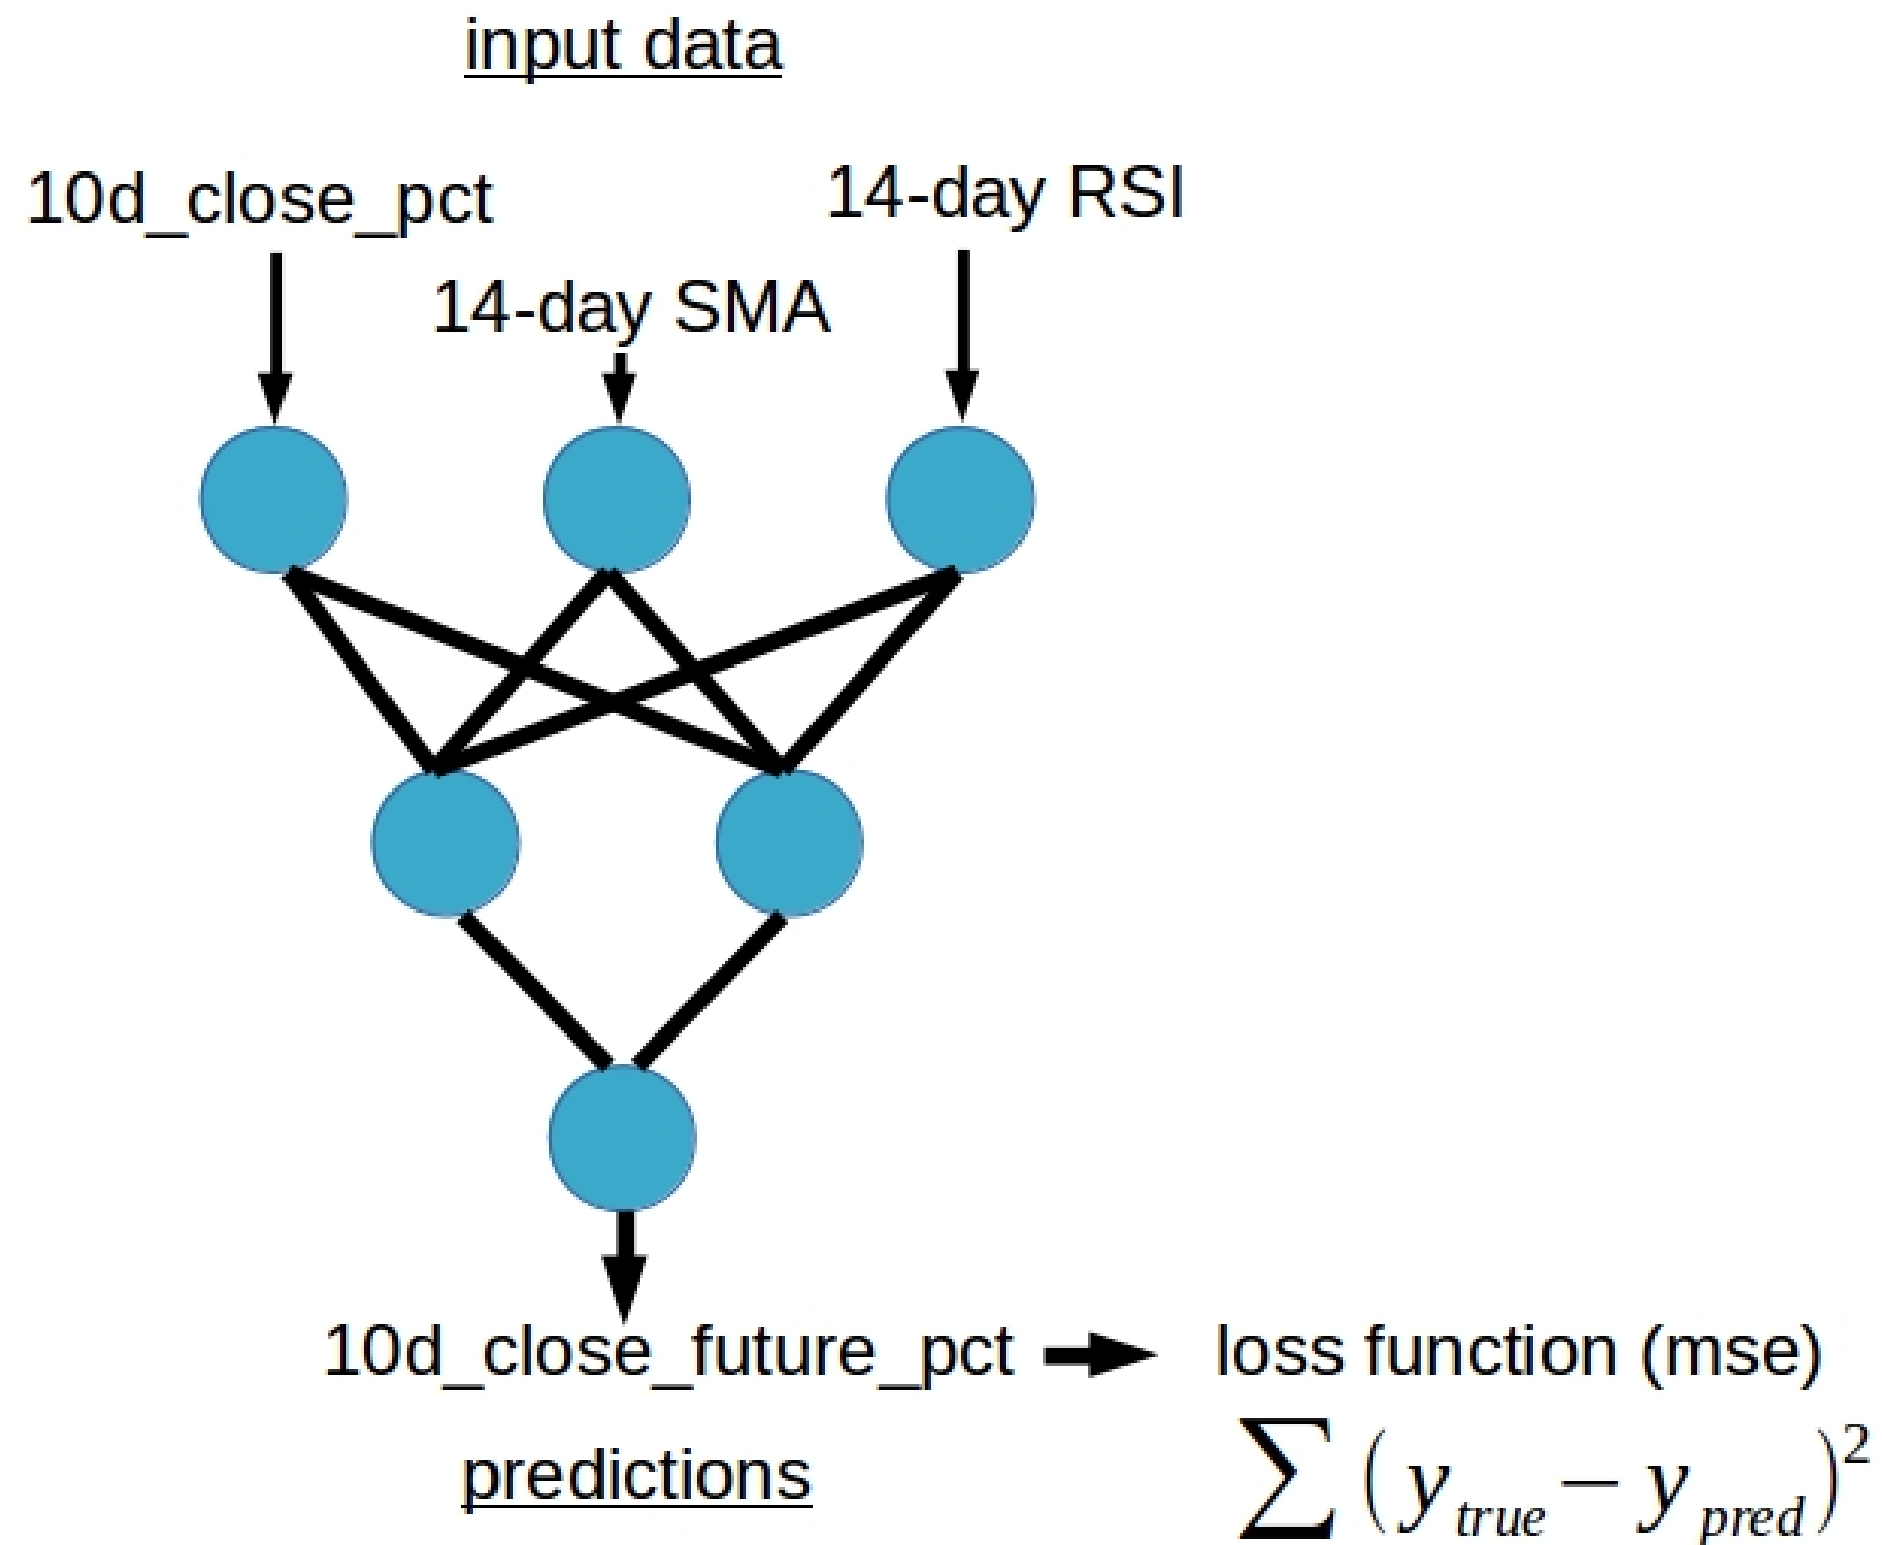 input data
10d_close_pct
14-day RSI
14-day SMA
10d_close_future_pct
loss function (mse)
predictions
∑ (y_true − y_pred)²